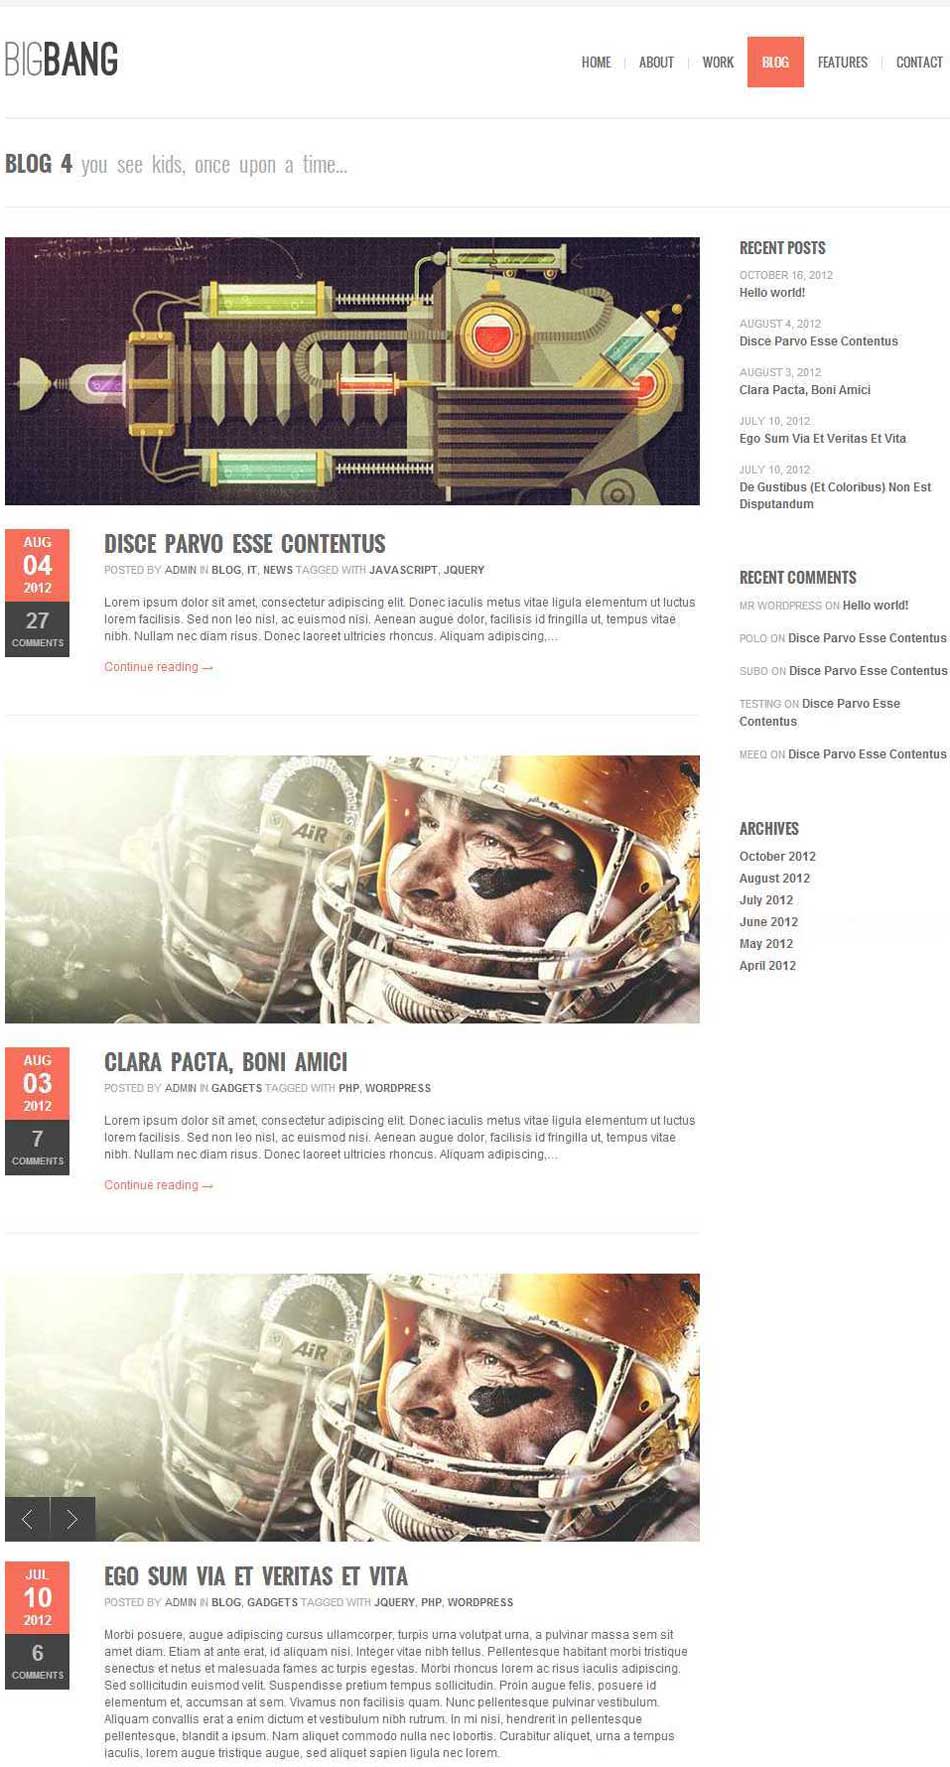 BIGBANG
HOME
ABOUT
WORK
BLOG
FEATURES
CONTACT
BLOG 4 you see kids, once upon a time...
AUG
04
2012
27
COMMENTS
DISCE PARVO ESSE CONTENTUS
POSTED BY ADMIN IN BLOG, IT, NEWS TAGGED WITH JAVASCRIPT, JQUERY
Lorem ipsum dolor sit amet, consectetur adipiscing elit. Donec iaculis metus vitae ligula elementum ut luctus
lorem facilisis. Sed non leo nisl, ac euismod nisi. Aenean augue dolor, facilisis id fringilla ut, tempus vitae
nibh. Nullam nec diam risus. Donec laoreet ultricies rhoncus. Aliquam adipiscing,...
Continue reading →
AiR
AUG
03
2012
7
COMMENTS
CLARA PACTA, BONI AMICI
POSTED BY ADMIN IN GADGETS TAGGED WITH PHP, WORDPRESS
Lorem ipsum dolor sit amet, consectetur adipiscing elit. Donec iaculis metus vitae ligula elementum ut luctus
lorem facilisis. Sed non leo nisl, ac euismod nisi. Aenean augue dolor, facilisis id fringilla ut, tempus vitae
nibh. Nullam nec diam risus. Donec laoreet ultricies rhoncus. Aliquam adipiscing,...
Continue reading →
AiR
JUL
10
2012
6
COMMENTS
EGO SUM VIA ET VERITAS ET VITA
POSTED BY ADMIN IN BLOG, GADGETS TAGGED WITH JQUERY, PHP, WORDPRESS
Morbi posuere, augue adipiscing cursus ullamcorper, turpis urna volutpat urna, a pulvinar massa sem sit
amet diam. Etiam at ante erat, id aliquam nisi. Integer vitae nibh tellus. Pellentesque habitant morbi tristique
senectus et netus et malesuada fames ac turpis egestas. Morbi rhoncus lorem ac risus iaculis adipiscing.
Sed sollicitudin euismod velit. Suspendisse pretium tempus sollicitudin. Proin augue felis, posuere id
elementum et, accumsan at sem. Vivamus non facilisis quam. Nunc pellentesque pulvinar vestibulum.
Aliquam convallis erat a enim dictum et vestibulum nibh rutrum. In mi nisi, hendrerit in pellentesque
pellentesque, blandit a ipsum. Nam aliquet commodo nulla nec lobortis. Curabitur aliquet, urna a tempus
iaculis, lorem augue tristique augue, sed aliquet sapien ligula nec lorem.
RECENT POSTS
OCTOBER 16, 2012
Hello world!
AUGUST 4, 2012
Disce Parvo Esse Contentus
AUGUST 3, 2012
Clara Pacta, Boni Amici
JULY 10, 2012
Ego Sum Via Et Veritas Et Vita
JULY 10, 2012
De Gustibus (Et Coloribus) Non Est
Disputandum
RECENT COMMENTS
MR WORDPRESS ON Hello world!
POLO ON Disce Parvo Esse Contentus
SUBO ON Disce Parvo Esse Contentus
TESTING ON Disce Parvo Esse
Contentus
MEEQ ON Disce Parvo Esse Contentus
ARCHIVES
October 2012
August 2012
July 2012
June 2012
May 2012
April 2012